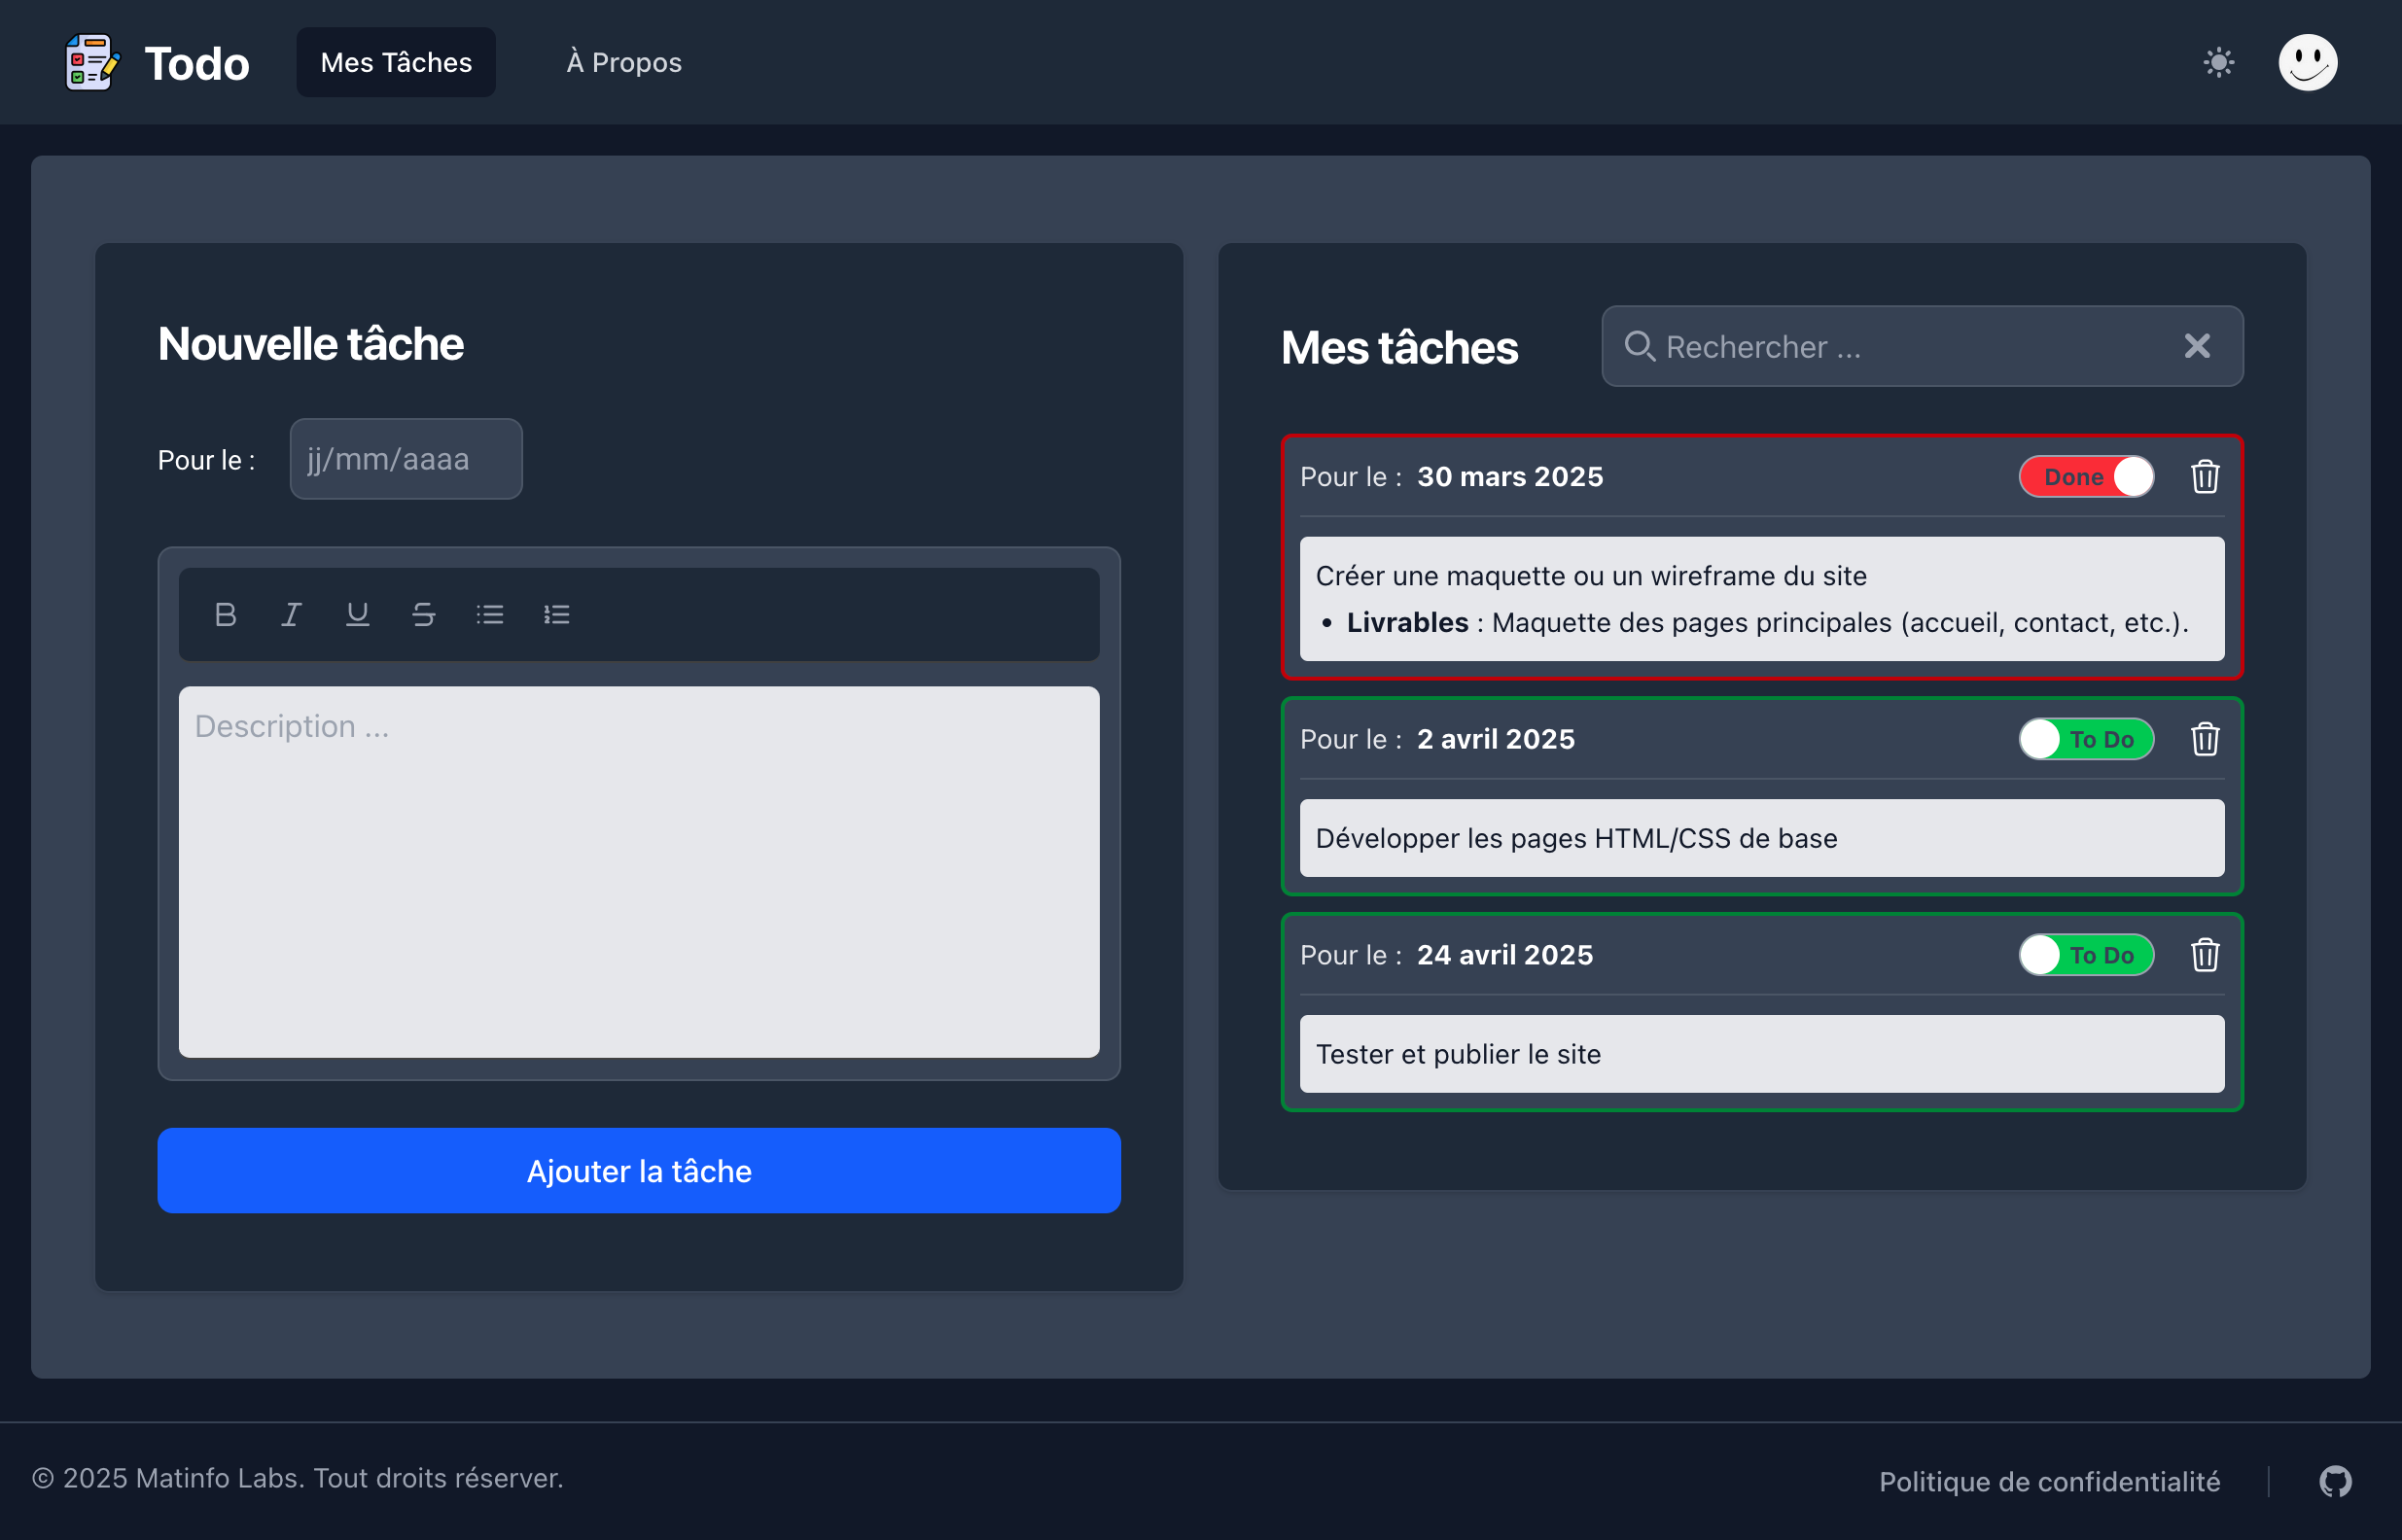 Todo
Mes Tâches
À Propos
Nouvelle tâche
Pour le :
jj/mm/aaaa
B I U S
Description ...
Ajouter la tâche
Mes tâches
Rechercher ...
Pour le : 30 mars 2025
Done
Créer une maquette ou un wireframe du site
• Livrables : Maquette des pages principales (accueil, contact, etc.).
Pour le : 2 avril 2025
To Do
Développer les pages HTML/CSS de base
Pour le : 24 avril 2025
To Do
Tester et publier le site
© 2025 Matinfo Labs. Tout droits réserver.
Politique de confidentialité